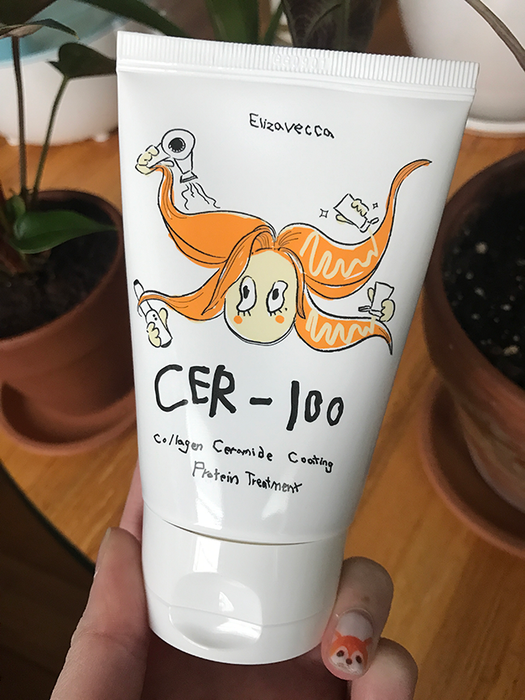 Elizavecca
CER-100
Collagen Ceramide Coating
Protein Treatment